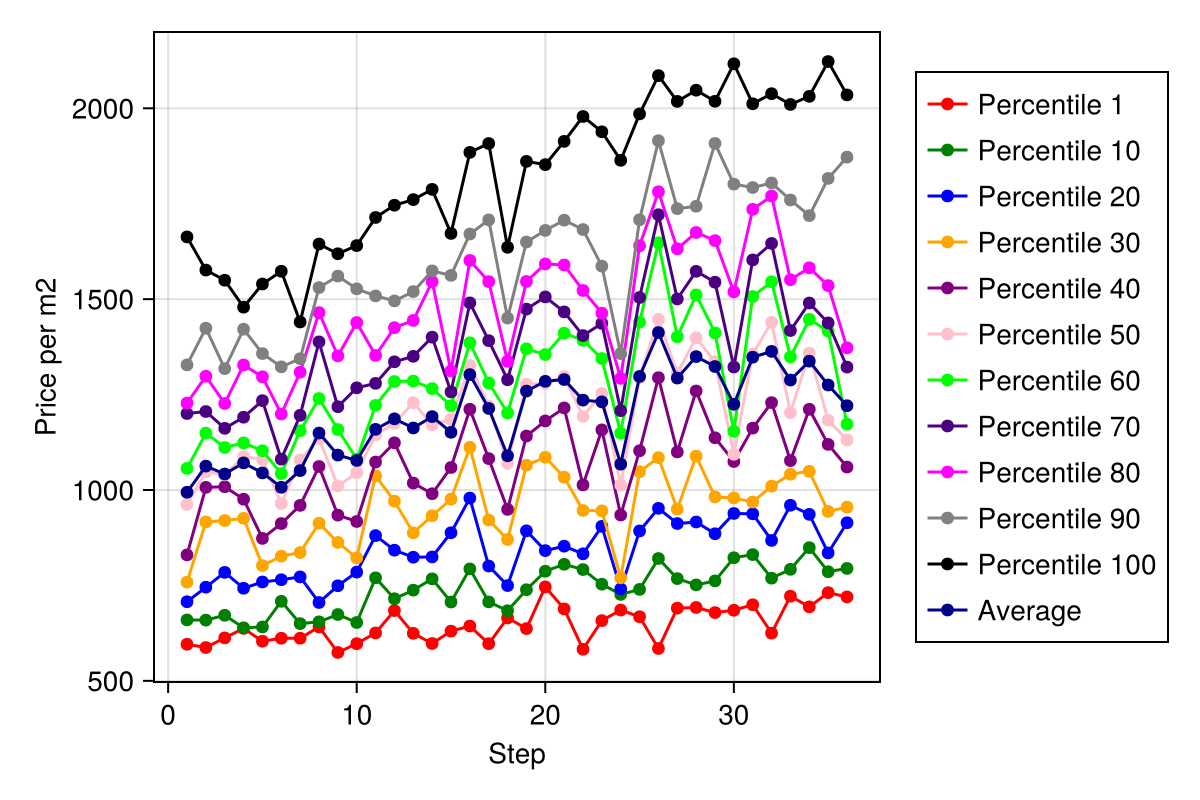 2000
1500
1000
500
Price per m2
0
10
20
30
Step
Percentile 1
Percentile 10
Percentile 20
Percentile 30
Percentile 40
Percentile 50
Percentile 60
Percentile 70
Percentile 80
Percentile 90
Percentile 100
Average